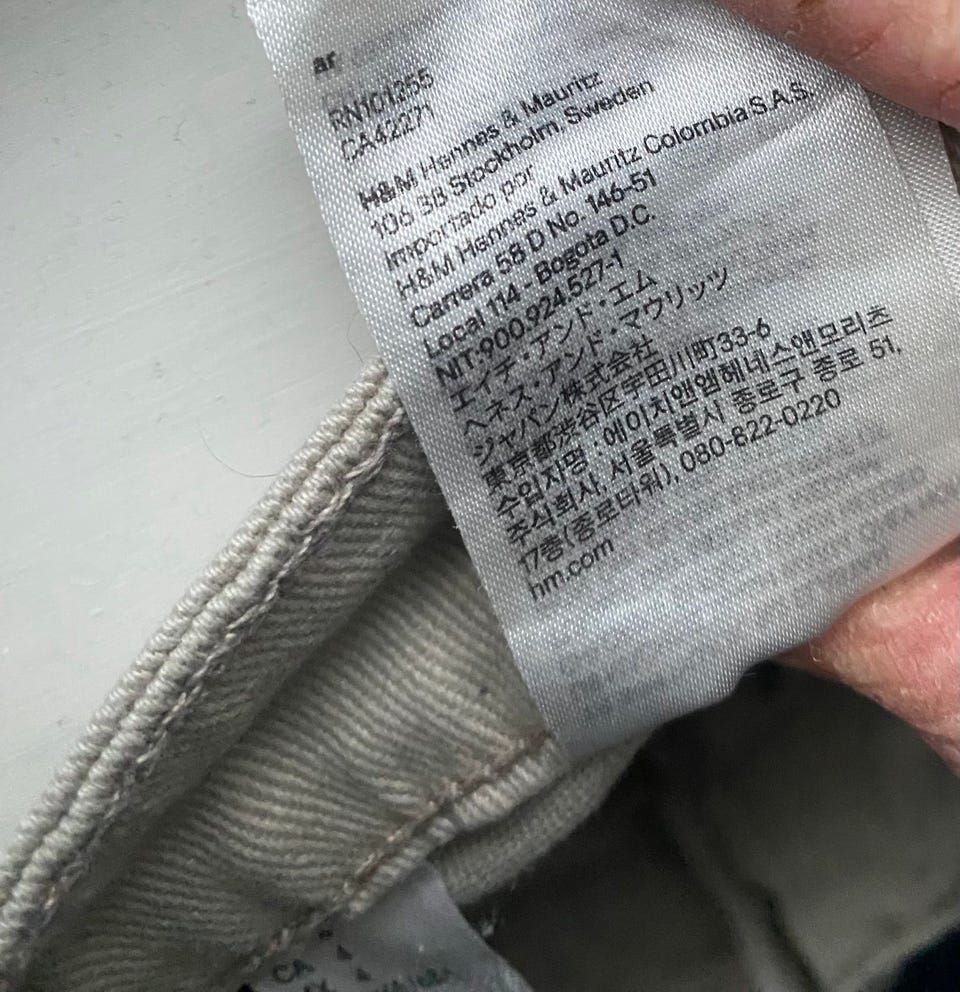 ar
RN101255
CA42271
H&M Hennes & Mauritz
106 38 Stockholm, Sweden
Importado por
H&M Hennes & Mauritz Colombia S.A.S.
Carrera 58 D No. 146-51
Local 114 - Bogota D.C.
NIT:900.924.527-1
エイチ・アンド・エム
ヘネス・アンド・マウリッツ
ジャパン株式会社
東京都渋谷区宇田川町33-6
수입자명 : 에이치앤엠헤네스앤모리츠
주식회사, 서울특별시 종로구 종로 51,
17층(종로타워), 080-822-0220
hm.com
CA